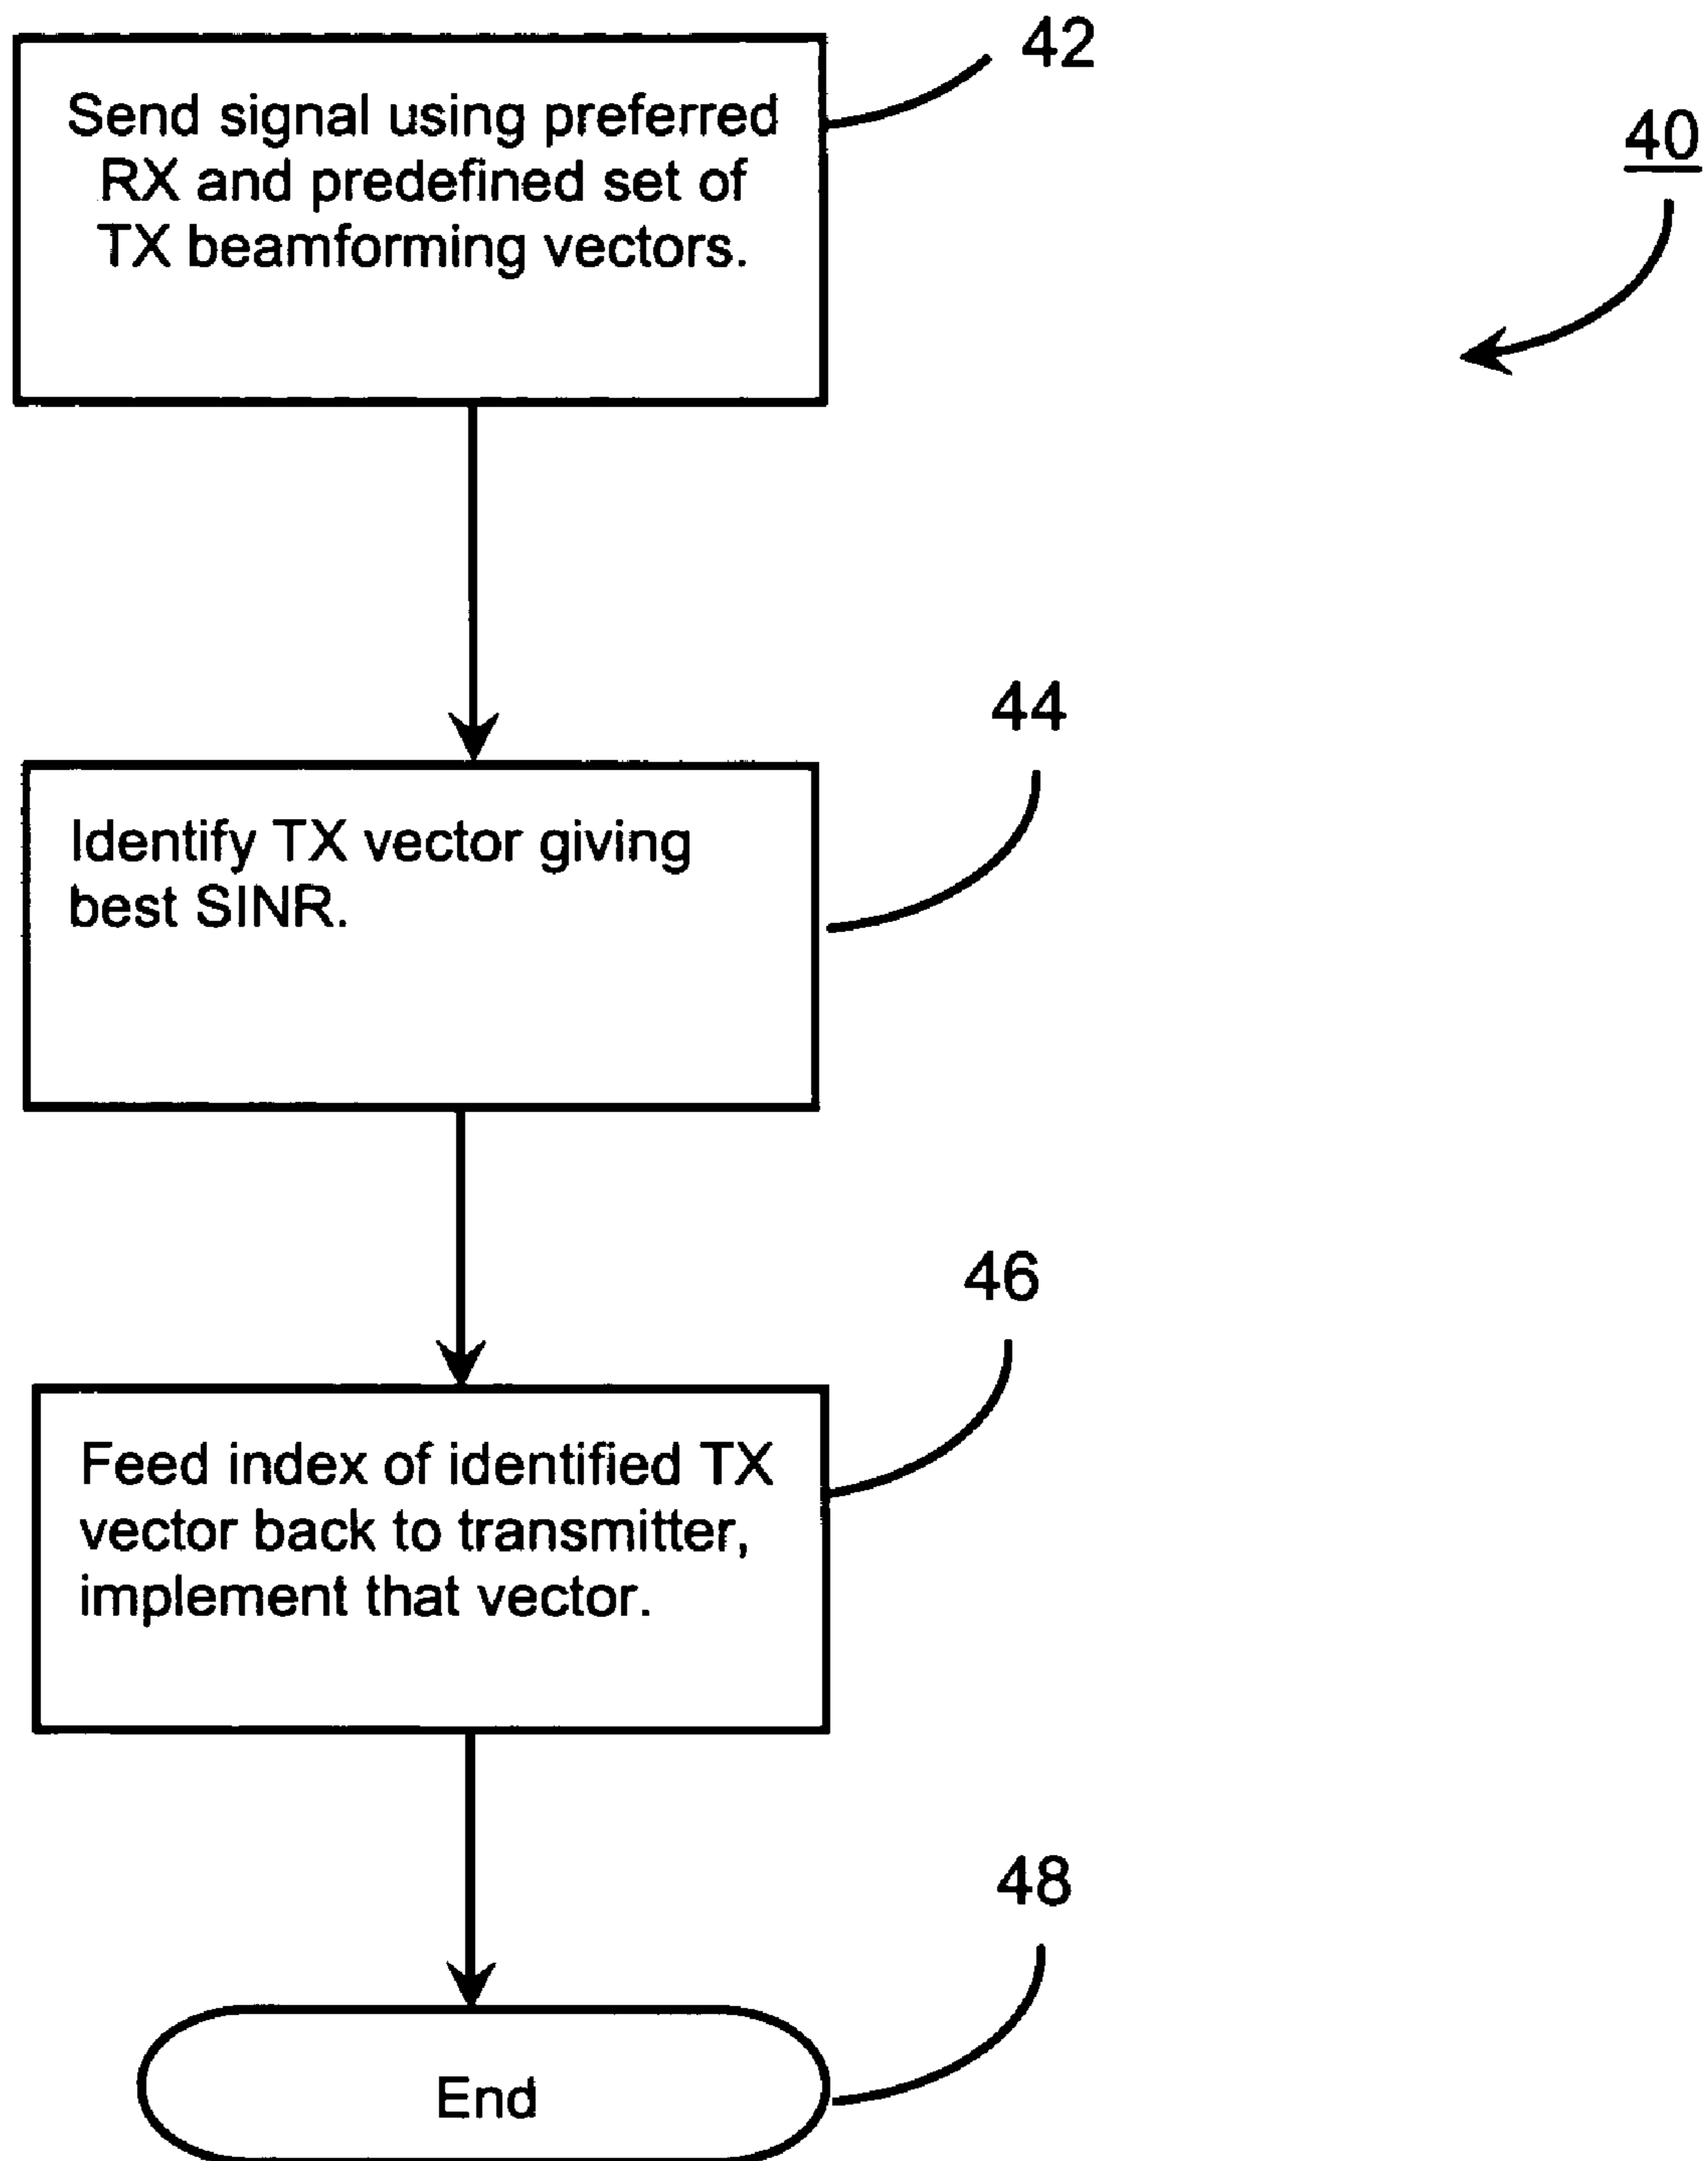 42
Send signal using preferred
RX and predefined set of
TX beamforming vectors.
40
44
Identify TX vector giving
best SINR.
46
Feed index of identified TX
vector back to transmitter,
implement that vector.
48
End